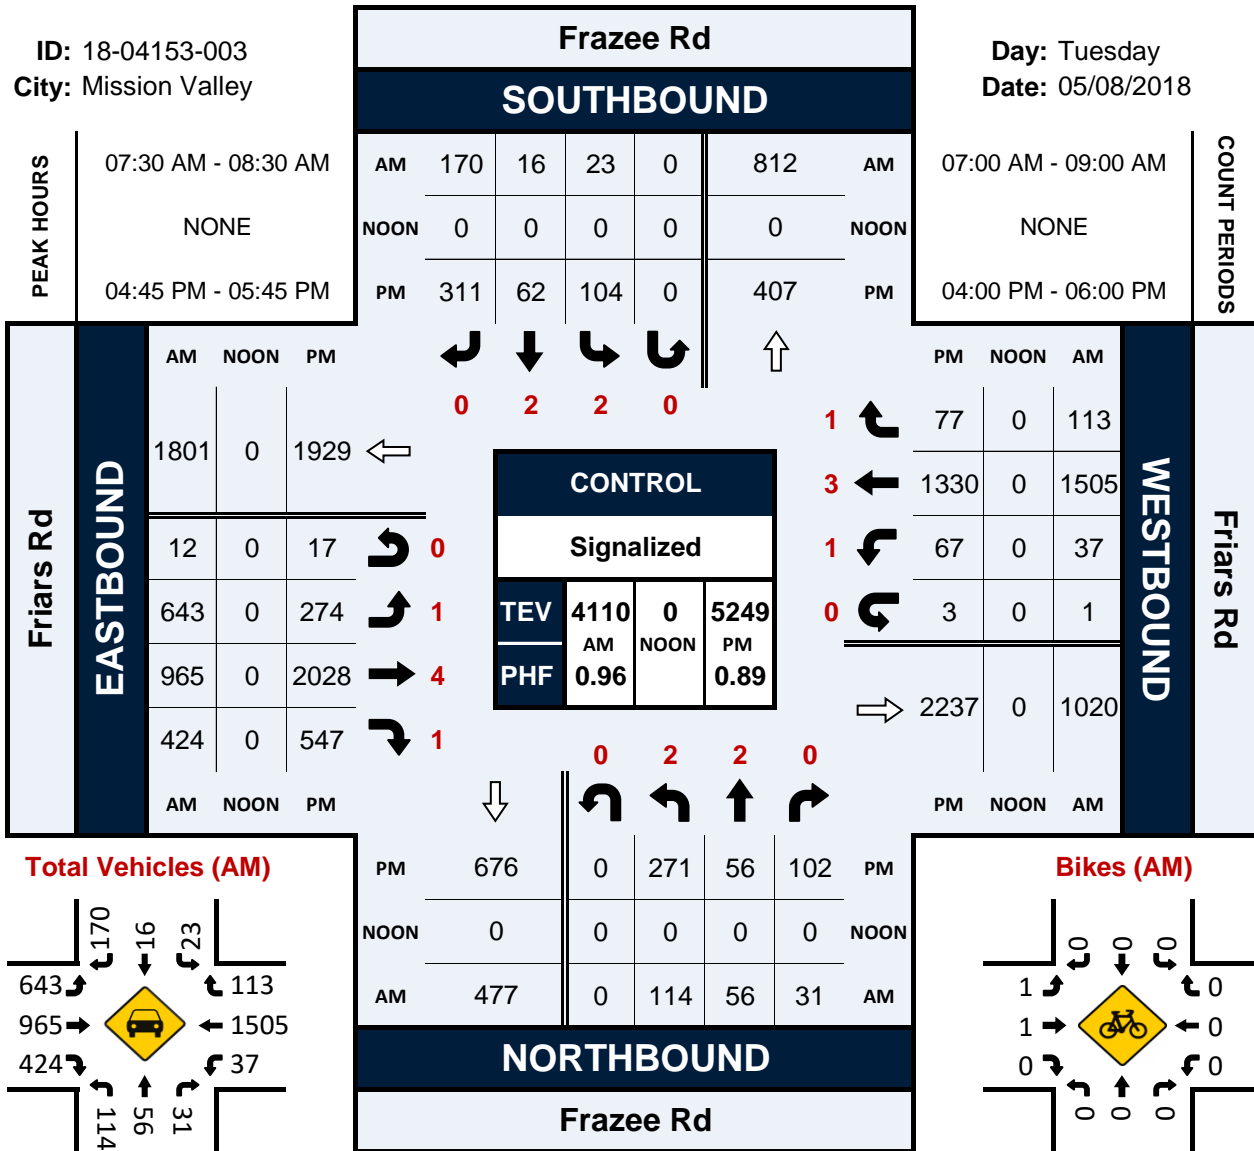 Frazee Rd
ID: 18-04153-003
Day: Tuesday
City: Mission Valley
Date: 05/08/2018
SOUTHBOUND
PEAK HOURS
07:30 AM - 08:30 AM
NONE
04:45 PM - 05:45 PM
AM 170 16 23 0 812 AM
NOON 0 0 0 0 0 NOON
PM 311 62 104 0 407 PM
COUNT PERIODS
07:00 AM - 09:00 AM
NONE
04:00 PM - 06:00 PM
0 2 2 0
Friars Rd
EASTBOUND
AM NOON PM
1801 0 1929
12 0 17 0
643 0 274 1
965 0 2028 4
424 0 547 1
AM NOON PM
CONTROL
Signalized
TEV 4110 0 5249
AM NOON PM
PHF 0.96 0.89
PM NOON AM
1 77 0 113
3 1330 0 1505
1 67 0 37
0 3 0 1
2237 0 1020
PM NOON AM
WESTBOUND
Friars Rd
0 2 2 0
PM 676 0 271 56 102 PM
NOON 0 0 0 0 0 NOON
AM 477 0 114 56 31 AM
NORTHBOUND
Frazee Rd
Total Vehicles (AM)
170 16 23
643 113
965 1505
424 37
114 56 31
Bikes (AM)
0 0 0
1 0
1 0
0 0
0 0 0